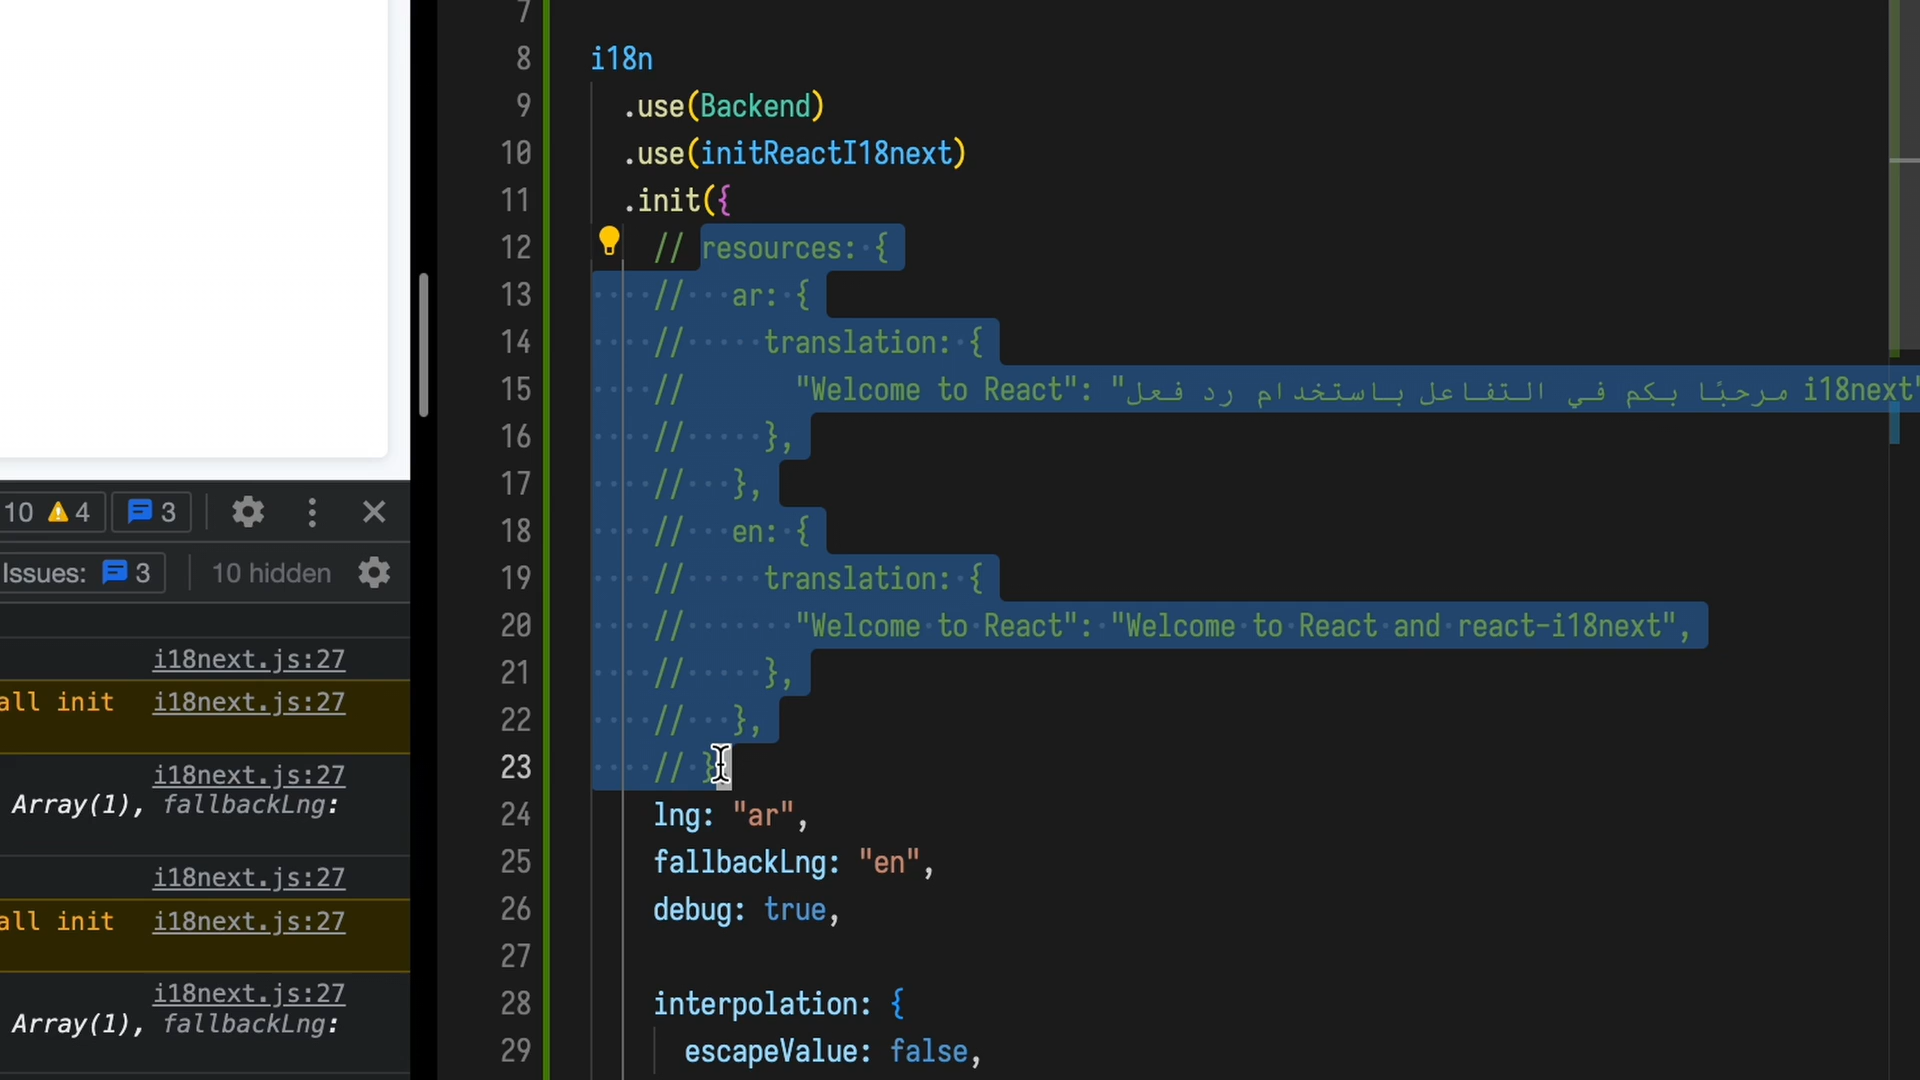 7
8 i18n
9 .use(Backend)
10 .use(initReactI18next)
11 .init({
12 // resources: {
13 // ar: {
14 // translation: {
15 // "Welcome to React": "مرحبًا بكم في التفاعل باستخدام رد فعل i18next"
16 // },
17 // },
18 // en: {
19 // translation: {
20 // "Welcome to React": "Welcome to React and react-i18next",
21 // },
22 // },
23 // }
24 lng: "ar",
25 fallbackLng: "en",
26 debug: true,
27
28 interpolation: {
29 escapeValue: false,
10 4 3
Issues: 3 10 hidden
i18next.js:27
all init i18next.js:27
i18next.js:27
Array(1), fallbackLng:
i18next.js:27
all init i18next.js:27
i18next.js:27
Array(1), fallbackLng: